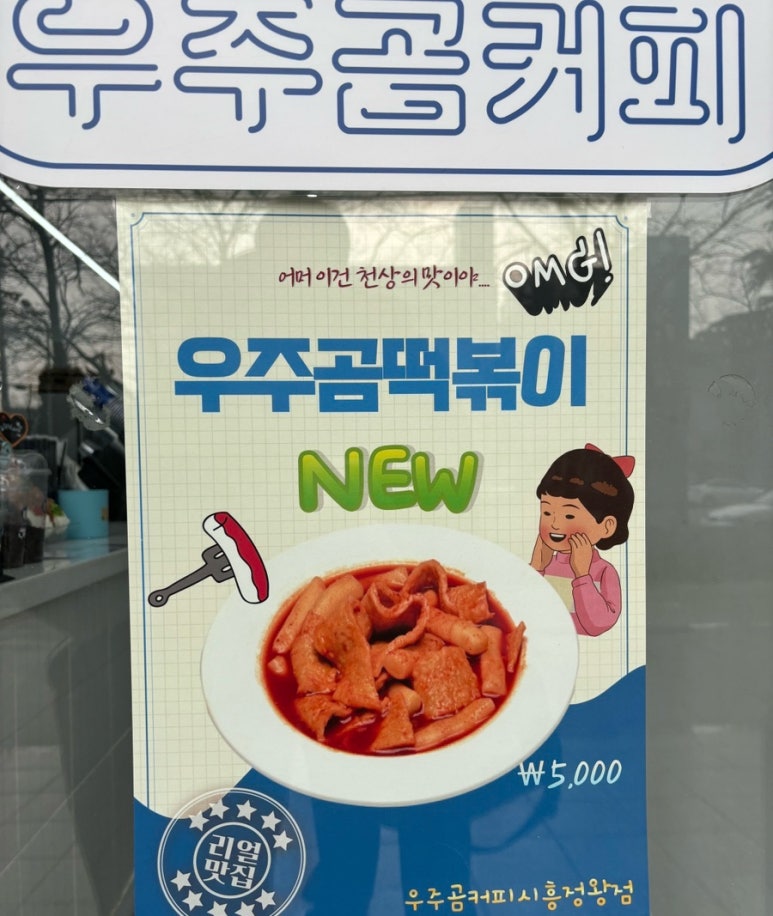 우주곰커피
어머 이건 천상의 맛이야....
OMG!
우주곰떡볶이
NEW
₩5,000
리얼
맛집
우주곰커피시흥정왕점